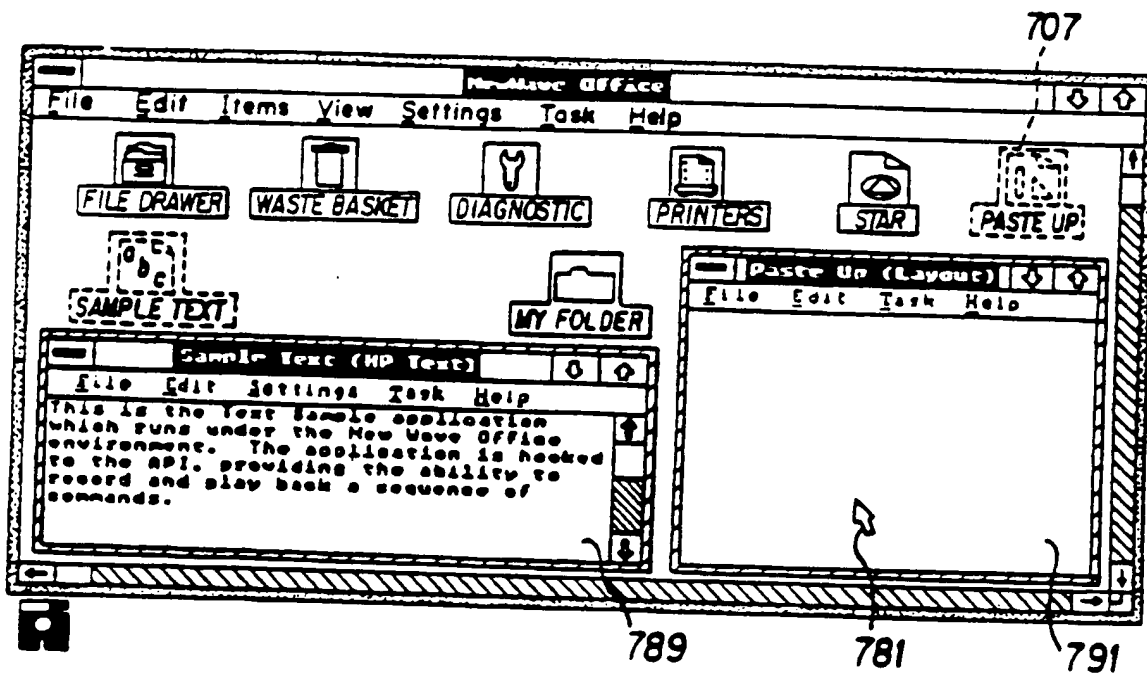 707
NewWave Office
File Edit Items View Settings Task Help
FILE DRAWER WASTE BASKET DIAGNOSTIC PRINTERS STAR PASTE UP
abc
SAMPLE TEXT MY FOLDER
Paste Up (Layout)
File Edit Task Help
Sample Text (HP Text)
File Edit Settings Task Help
This is the Text Sample application
which runs under the New Wave Office
environment. The application is hooked
to the API, providing the ability to
record and play back a sequence of
commands.
789 781 791